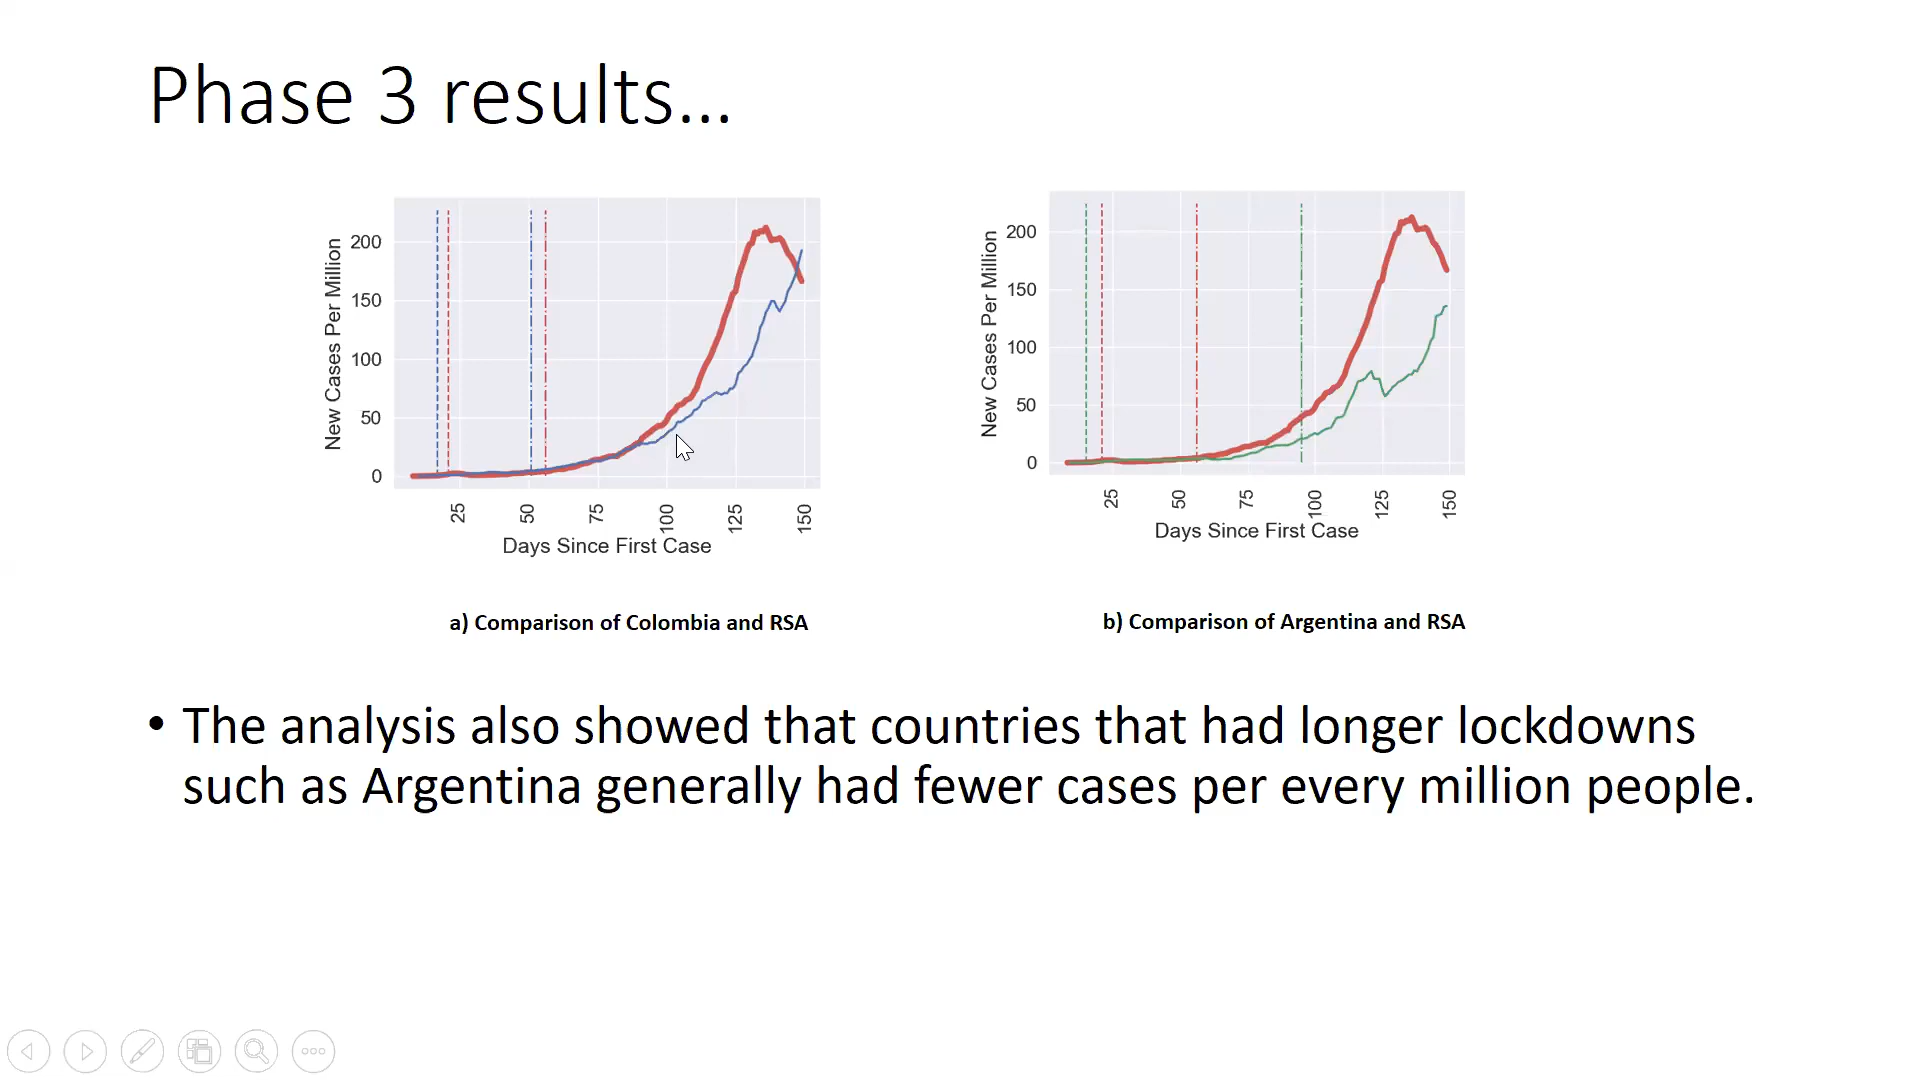 Phase 3 results...
New Cases Per Million
200
150
100
50
0
25
50
75
100
125
150
Days Since First Case
a) Comparison of Colombia and RSA
New Cases Per Million
200
150
100
50
0
25
50
75
100
125
150
Days Since First Case
b) Comparison of Argentina and RSA
• The analysis also showed that countries that had longer lockdowns
such as Argentina generally had fewer cases per every million people.